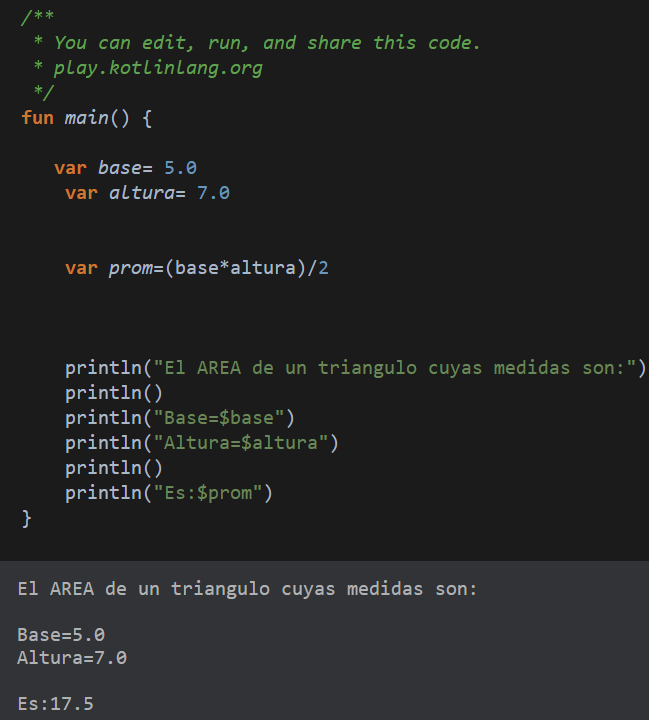 /**
 * You can edit, run, and share this code.
 * play.kotlinlang.org
 */
fun main() {
   var base= 5.0
    var altura= 7.0
    var prom=(base*altura)/2
    println("El AREA de un triangulo cuyas medidas son:")
    println()
    println("Base=$base")
    println("Altura=$altura")
    println()
    println("Es:$prom")
}
El AREA de un triangulo cuyas medidas son:
Base=5.0
Altura=7.0
Es:17.5